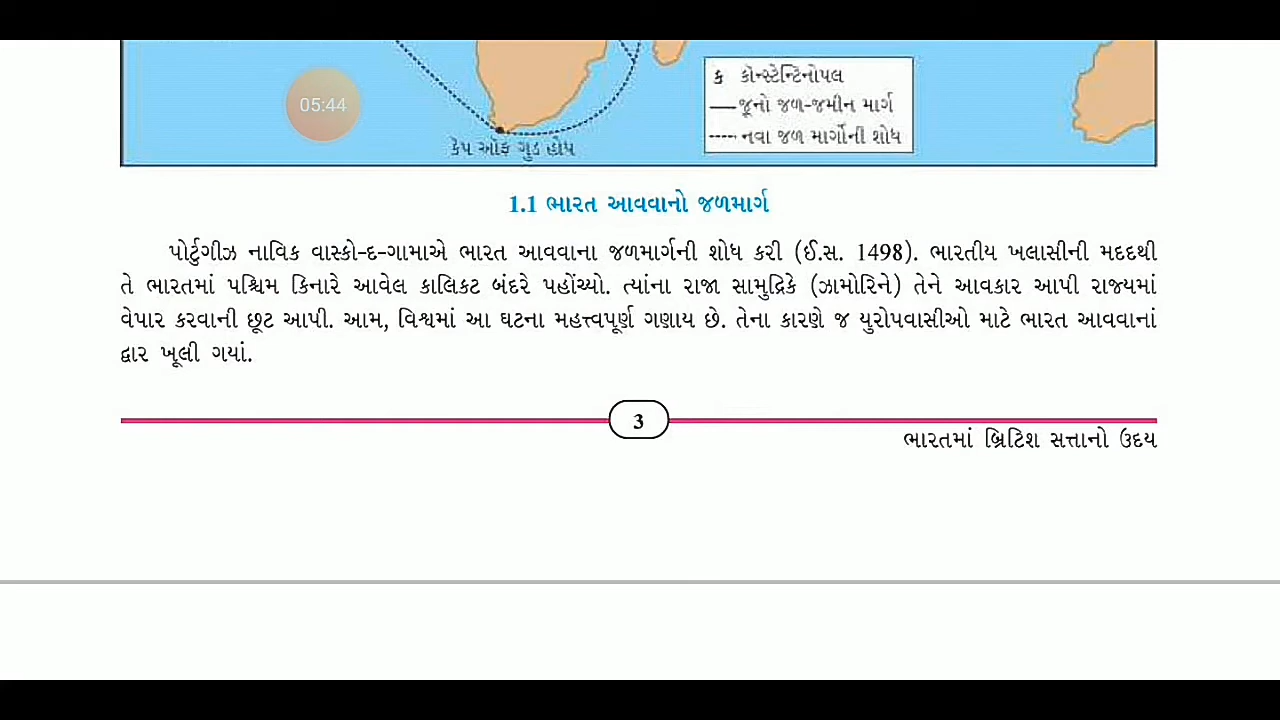 ક કૉન્સ્ટેન્ટિનોપલ
05:44
જૂનો જળ-જમીન માર્ગ
નવા જળ માર્ગોની શોધ
કેપ ઑફ ગુડ હોપ
1.1 ભારત આવવાનો જળમાર્ગ
પોર્ટુગીઝ નાવિક વાસ્કો-દ-ગામાએ ભારત આવવાના જળમાર્ગની શોધ કરી (ઈ.સ. 1498). ભારતીય ખલાસીની મદદથી
તે ભારતમાં પશ્ચિમ કિનારે આવેલ કાલિકટ બંદરે પહોંચ્યો. ત્યાંના રાજા સામુદ્રિકે (ઝામોરિને) તેને આવકાર આપી રાજ્યમાં
વેપાર કરવાની છૂટ આપી. આમ, વિશ્વમાં આ ઘટના મહત્ત્વપૂર્ણ ગણાય છે. તેના કારણે જ યુરોપવાસીઓ માટે ભારત આવવાનાં
દ્વાર ખૂલી ગયાં.
3
ભારતમાં બ્રિટિશ સત્તાનો ઉદય